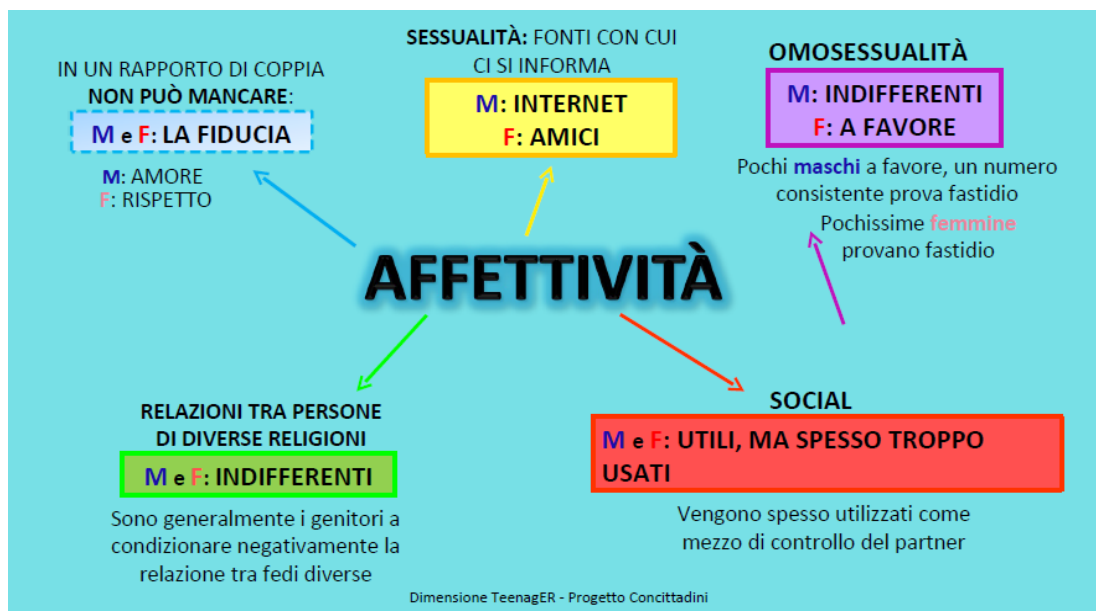 IN UN RAPPORTO DI COPPIA
NON PUÒ MANCARE:
M e F: LA FIDUCIA
M: AMORE
F: RISPETTO
SESSUALITÀ: FONTI CON CUI
CI SI INFORMA
M: INTERNET
F: AMICI
OMOSESSUALITÀ
M: INDIFFERENTI
F: A FAVORE
Pochi maschi a favore, un numero
consistente prova fastidio
Pochissime femmine
provano fastidio
AFFETTIVITÀ
RELAZIONI TRA PERSONE
DI DIVERSE RELIGIONI
M e F: INDIFFERENTI
Sono generalmente i genitori a
condizionare negativamente la
relazione tra fedi diverse
SOCIAL
M e F: UTILI, MA SPESSO TROPPO
USATI
Vengono spesso utilizzati come
mezzo di controllo del partner
Dimensione TeenagER - Progetto Concittadini